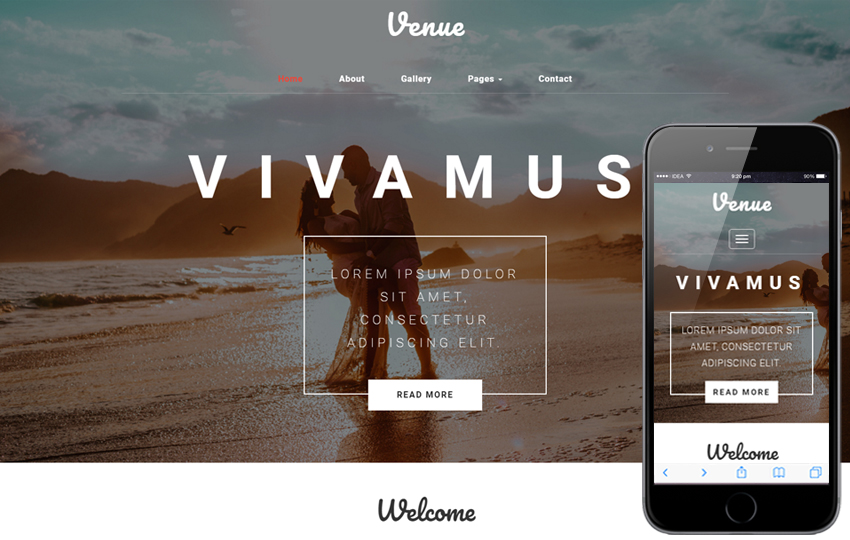 Venue
Home About Gallery Pages Contact
VIVAMUS
LOREM IPSUM DOLOR
SIT AMET,
CONSECTETUR
ADIPISCING ELIT.
READ MORE
Welcome
IDEA 9:20 pm 90%
Venue
VIVAMUS
LOREM IPSUM DOLOR SIT
AMET, CONSECTETUR
ADIPISCING ELIT.
READ MORE
Welcome